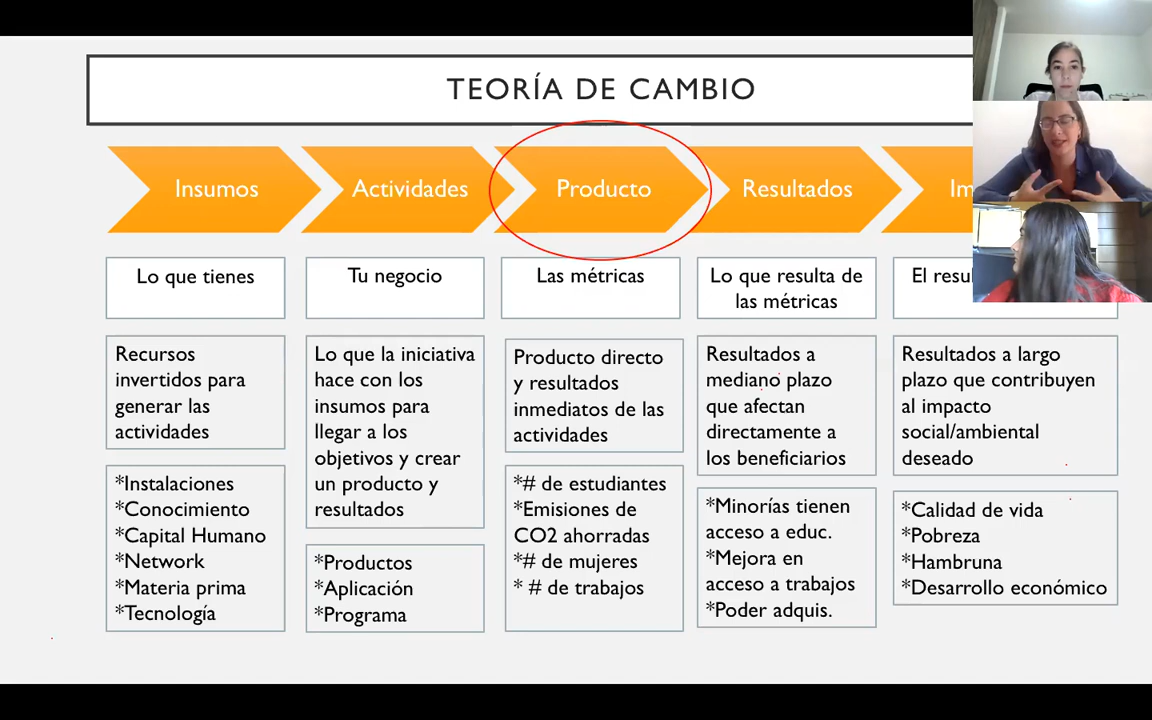 TEORÍA DE CAMBIO
Insumos
Actividades
Producto
Resultados
Lo que tienes
Tu negocio
Las métricas
Lo que resulta de
las métricas
El
Recursos
invertidos para
generar las
actividades
Lo que la iniciativa
hace con los
insumos para
llegar a los
objetivos y crear
un producto y
resultados
Producto directo
y resultados
inmediatos de las
actividades
Resultados a
mediano plazo
que afectan
directamente a
los beneficiarios
Resultados a largo
plazo que contribuyen
al impacto
social/ambiental
deseado
*Instalaciones
*Conocimiento
*Capital Humano
*Network
*Materia prima
*Tecnología
*Productos
*Aplicación
*Programa
*# de estudiantes
*Emisiones de
CO2 ahorradas
*# de mujeres
* # de trabajos
*Minorías tienen
acceso a educ.
*Mejora en
acceso a trabajos
*Poder adquis.
*Calidad de vida
*Pobreza
*Hambruna
*Desarrollo económico